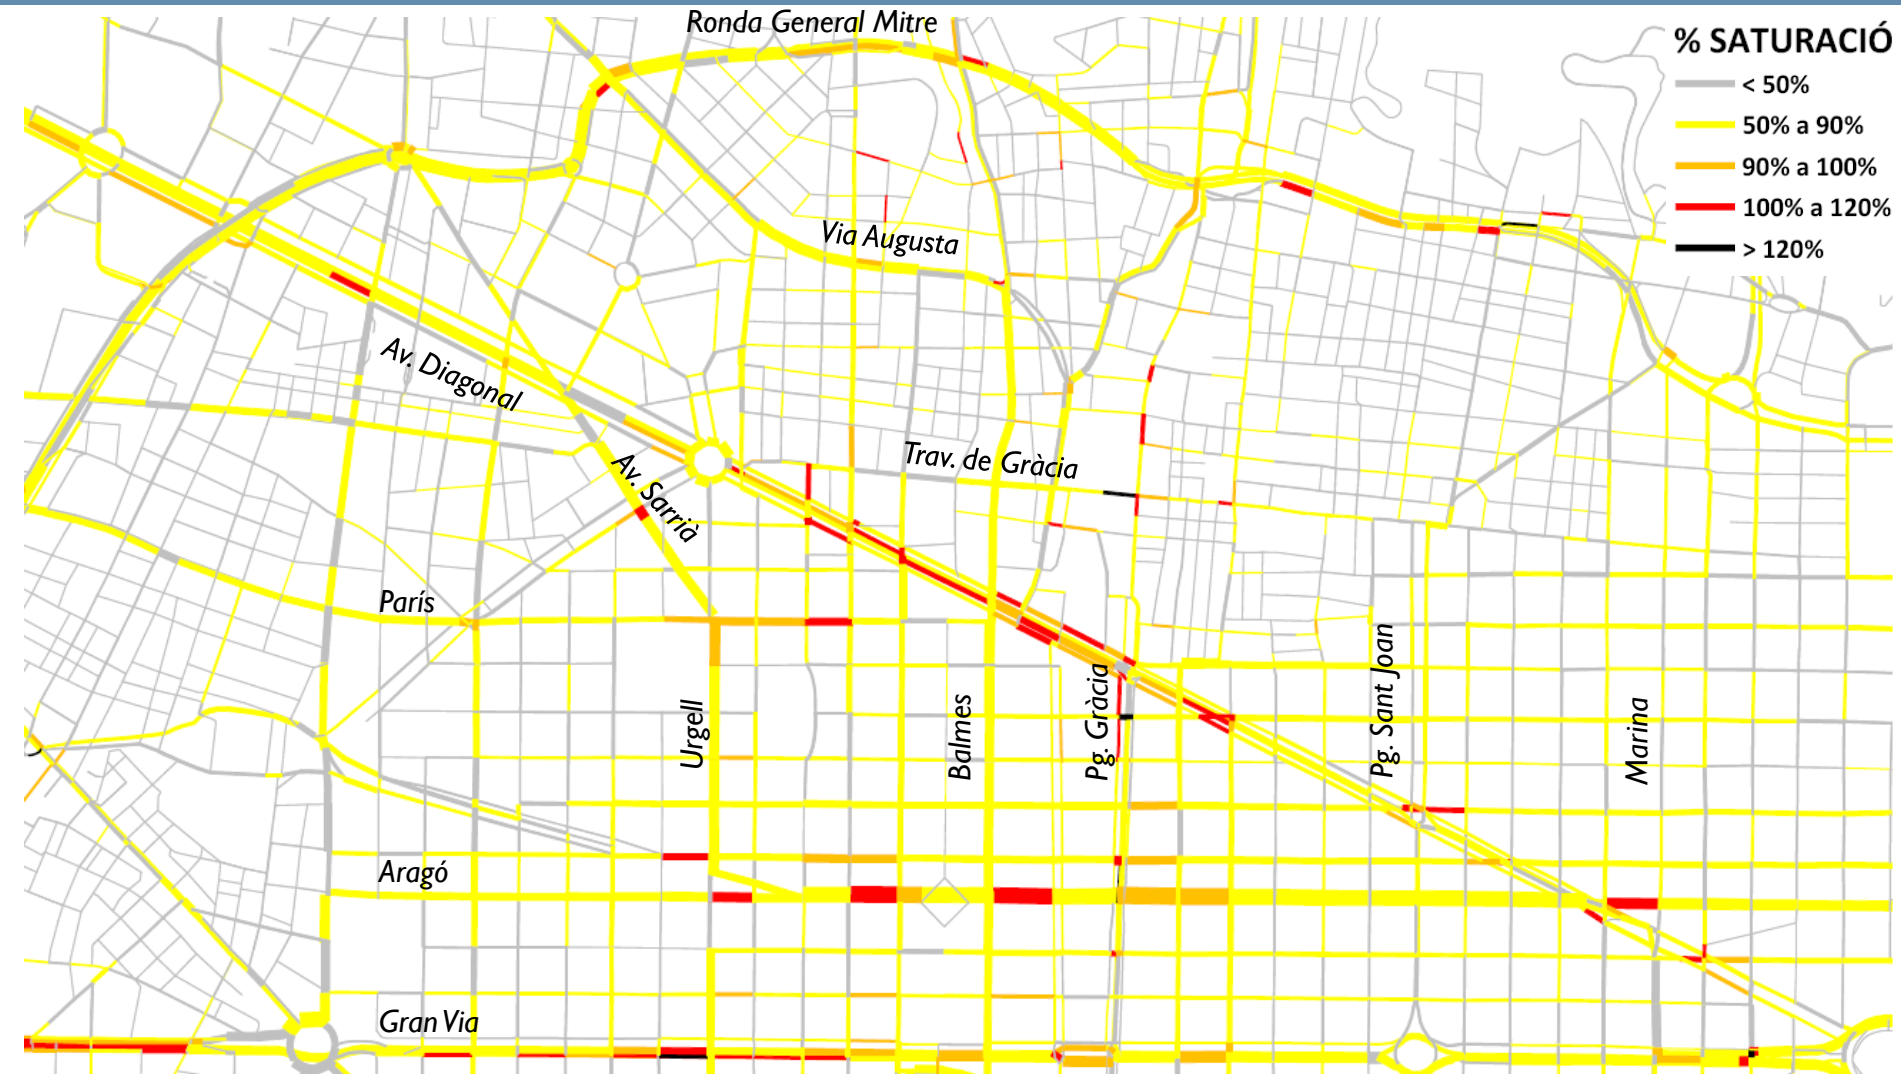 Ronda General Mitre
% SATURACIÓ
< 50%
50% a 90%
90% a 100%
100% a 120%
> 120%
Via Augusta
Av. Diagonal
Av. Sarrià
Trav. de Gràcia
París
Urgell
Balmes
Pg. Gràcia
Pg. Sant Joan
Marina
Aragó
Gran Via